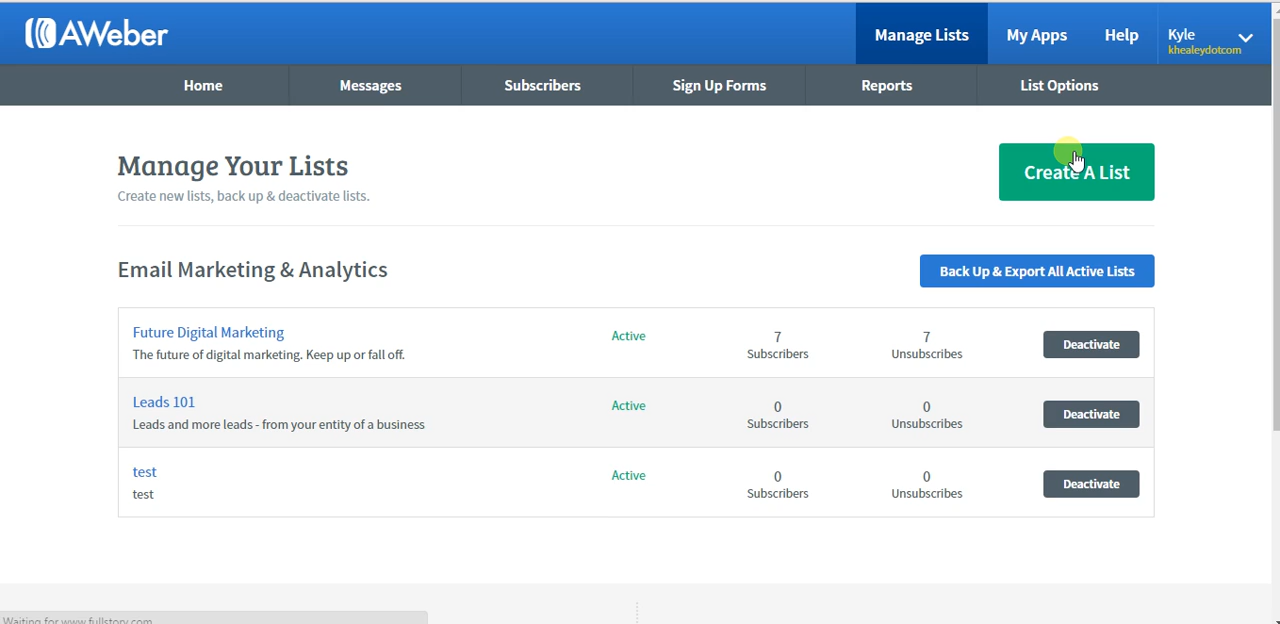 AWeber
Manage Lists
My Apps
Help
Kyle
khealeydotcom
Home
Messages
Subscribers
Sign Up Forms
Reports
List Options
Manage Your Lists
Create new lists, back up & deactivate lists.
Create A List
Email Marketing & Analytics
Back Up & Export All Active Lists
Future Digital Marketing
The future of digital marketing. Keep up or fall off.
Active
7
Subscribers
7
Unsubscribes
Deactivate
Leads 101
Leads and more leads - from your entity of a business
Active
0
Subscribers
0
Unsubscribes
Deactivate
test
test
Active
0
Subscribers
0
Unsubscribes
Deactivate
Waiting for www.fullstory.com